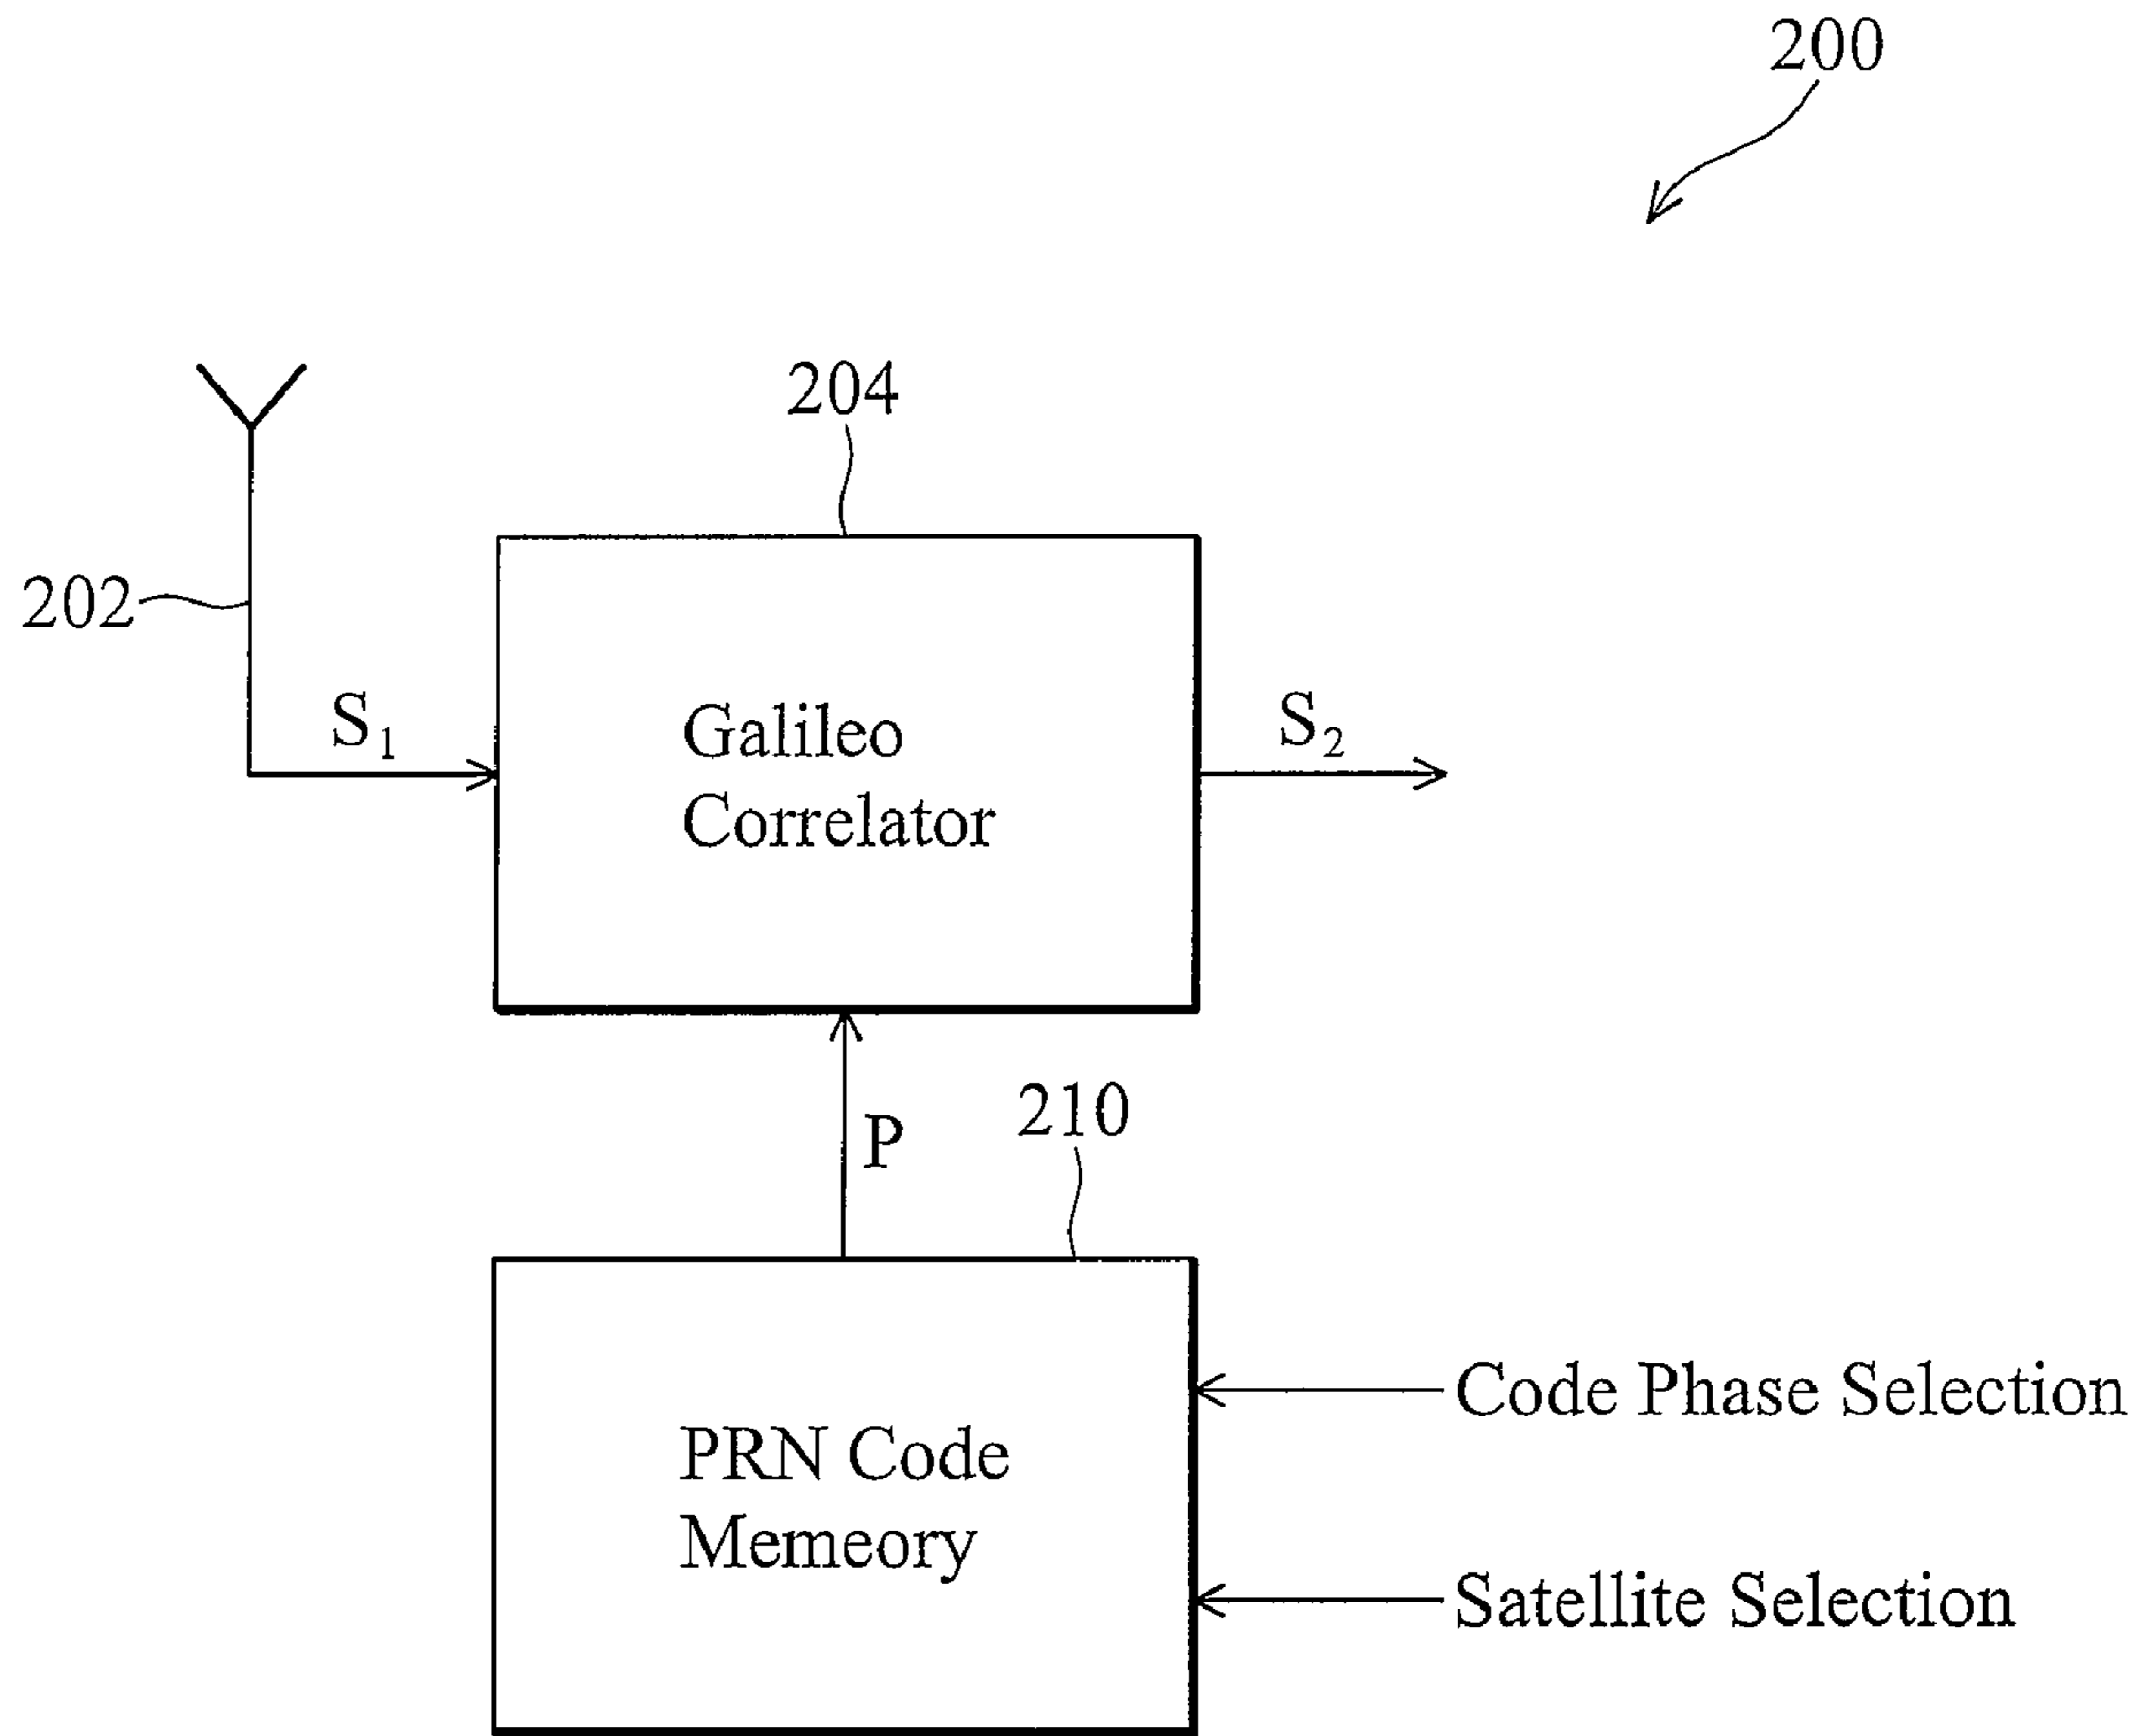 200
204
202
S₁
Galileo
Correlator
S₂
P
210
PRN Code
Memeory
Code Phase Selection
Satellite Selection